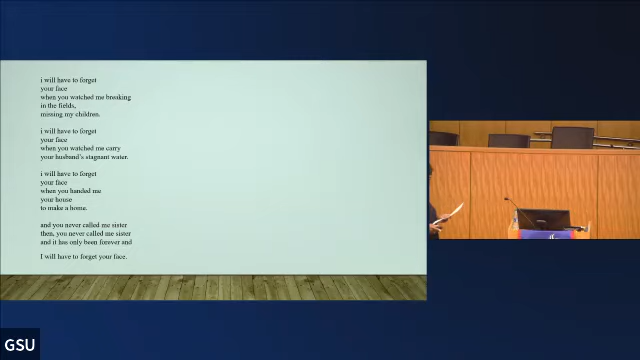 i will have to forget
your face
when you watched me breaking
in the fields,
missing my children.
i will have to forget
your face
when you watched me carry
your husband's stagnant water.
i will have to forget
your face
when you handed me
your house
to make a home.
and you never called me sister
then, you never called me sister
and it has only been forever and
I will have to forget your face.
GSU